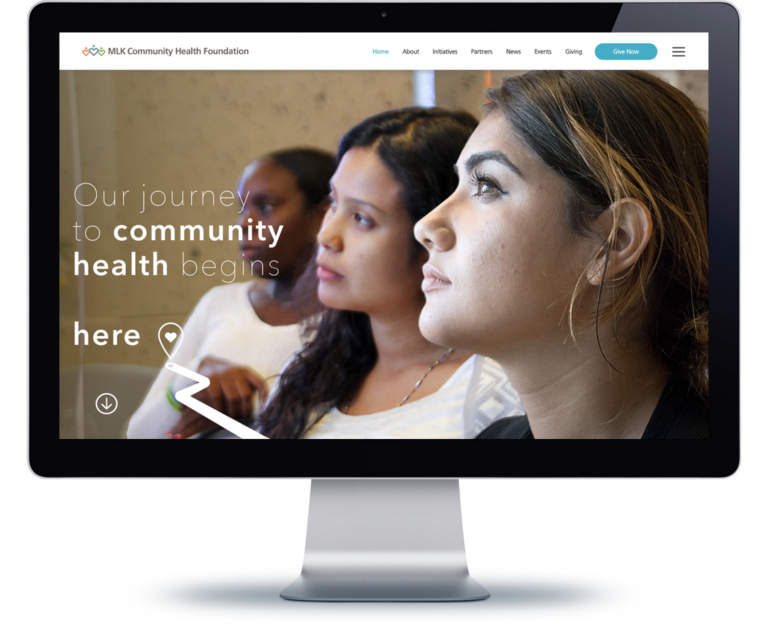 MLK Community Health Foundation
Home About Initiatives Partners News Events Giving Give Now
Our journey
to community
health begins
here